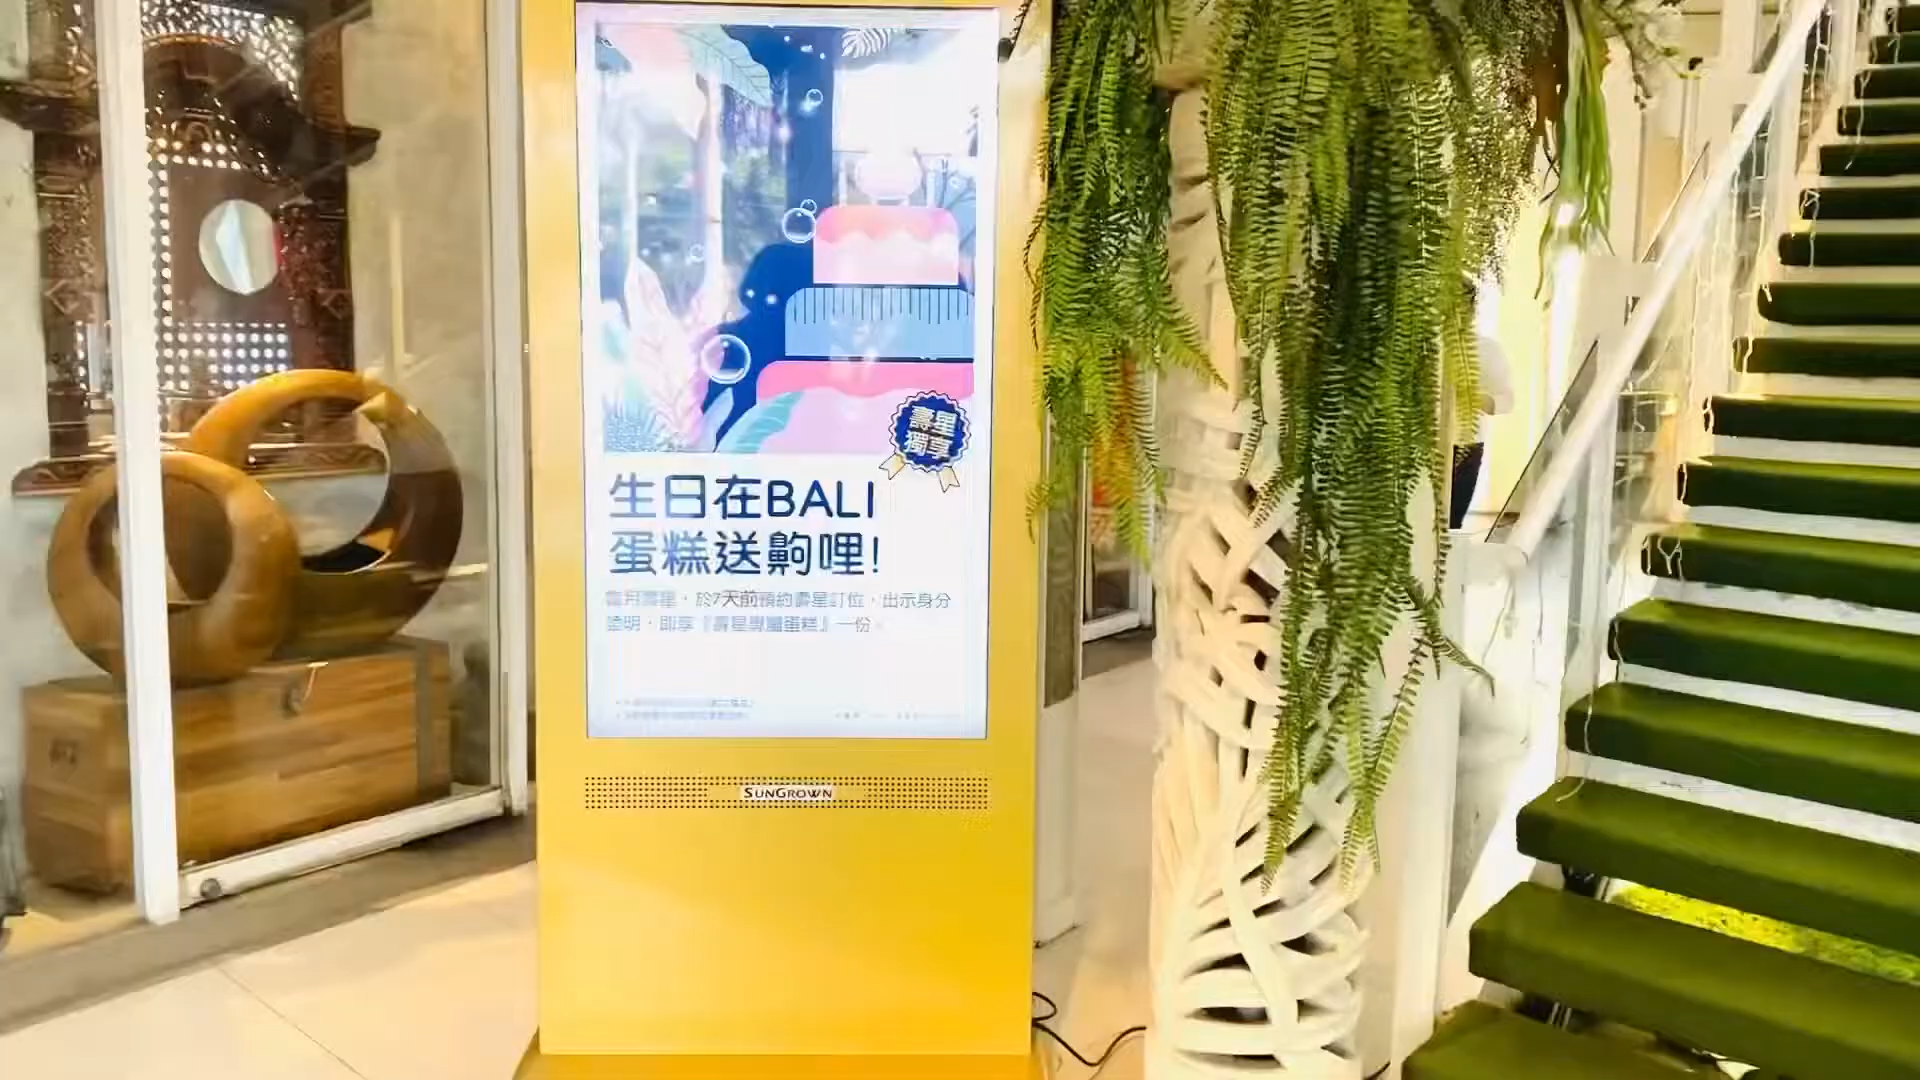 壽星
獨享
生日在BALI
蛋糕送齁哩!
當月壽星，於7天前預約壽星訂位，出示身分
證明，即享『壽星專屬蛋糕』一份。
SUNGROWN